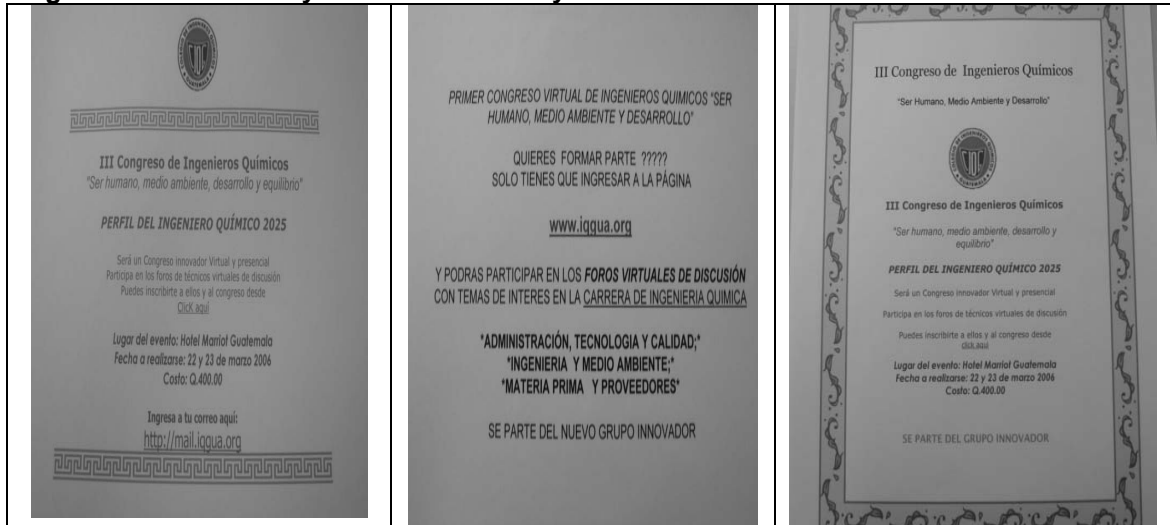 III Congreso de Ingenieros Químicos
"Ser humano, medio ambiente, desarrollo y equilibrio"
PERFIL DEL INGENIERO QUÍMICO 2025
Será un Congreso innovador Virtual y presencial
Participa en los foros de técnicos virtuales de discusión
Puedes inscribirte a ellos y al congreso desde
ClicK aquí
Lugar del evento: Hotel Marriot Guatemala
Fecha a realizarse: 22 y 23 de marzo 2006
Costo: Q.400.00
Ingresa a tu correo aquí:
http://mail.iqgua.org
PRIMER CONGRESO VIRTUAL DE INGENIEROS QUIMICOS "SER
HUMANO, MEDIO AMBIENTE Y DESARROLLO"
QUIERES FORMAR PARTE ?????
SOLO TIENES QUE INGRESAR A LA PÁGINA
www.iqgua.org
Y PODRAS PARTICIPAR EN LOS FOROS VIRTUALES DE DISCUSIÓN
CON TEMAS DE INTERES EN LA CARRERA DE INGENIERIA QUIMICA
*ADMINISTRACIÓN, TECNOLOGIA Y CALIDAD;*
*INGENIERIA Y MEDIO AMBIENTE;*
*MATERIA PRIMA Y PROVEEDORES*
SE PARTE DEL NUEVO GRUPO INNOVADOR
III Congreso de Ingenieros Químicos
"Ser Humano, Medio Ambiente y Desarrollo"
GUATEMALA
III Congreso de Ingenieros Químicos
"Ser humano, medio ambiente, desarrollo y
equilibrio"
PERFIL DEL INGENIERO QUÍMICO 2025
Será un Congreso innovador Virtual y presencial
Participa en los foros de técnicos virtuales de discusión
Puedes inscribirte a ellos y al congreso desde
click aquí
Lugar del evento: Hotel Marriot Guatemala
Fecha a realizarse: 22 y 23 de marzo 2006
Costo: Q.400.00
SE PARTE DEL GRUPO INNOVADOR